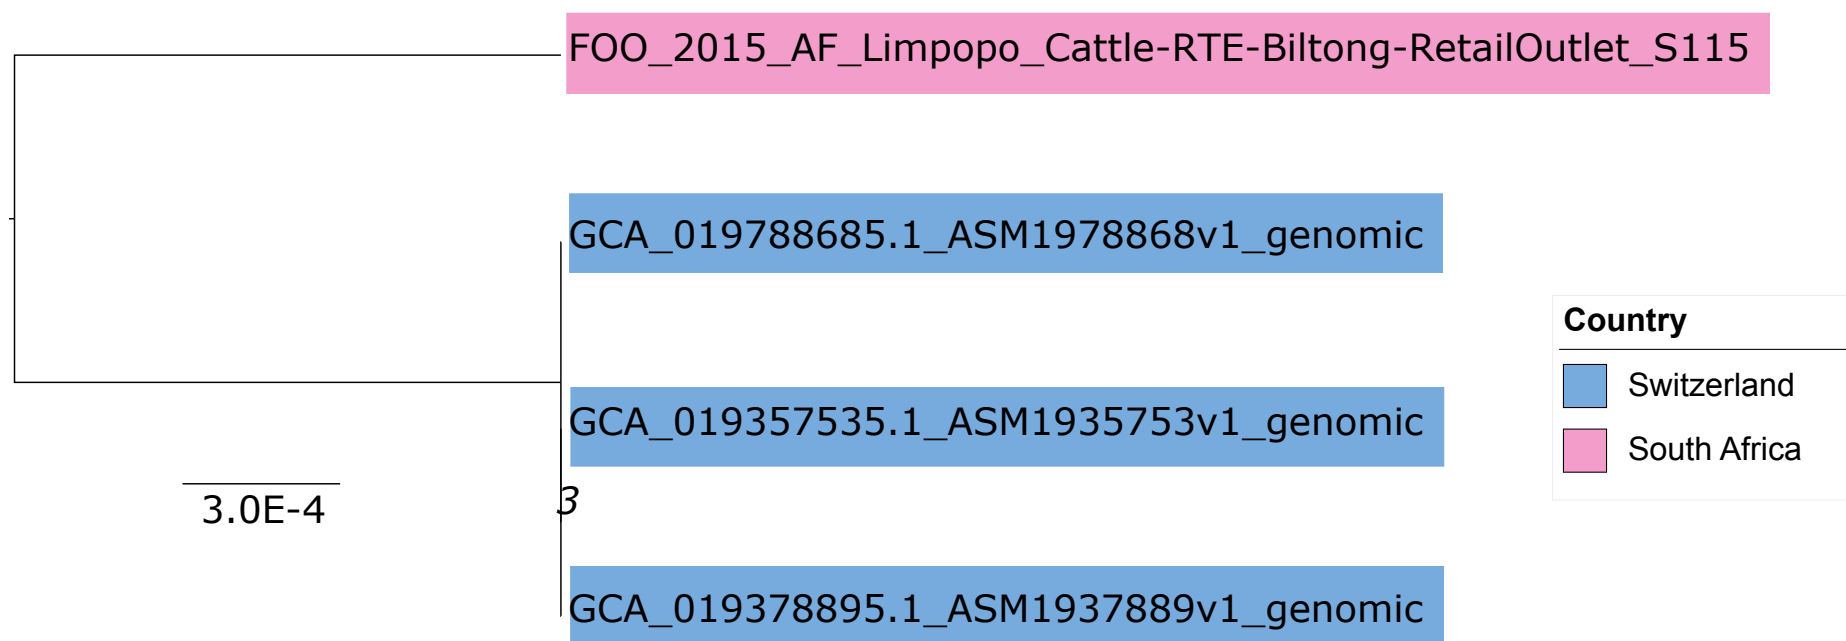 FOO_2015_AF_Limpopo_Cattle-RTE-Biltong-RetailOutlet_S115
GCA_019788685.1_ASM1978868v1_genomic
Country
Switzerland
GCA_019357535.1_ASM1935753v1_genomic
South Africa
3.0E-4
3
GCA_019378895.1_ASM1937889v1_genomic